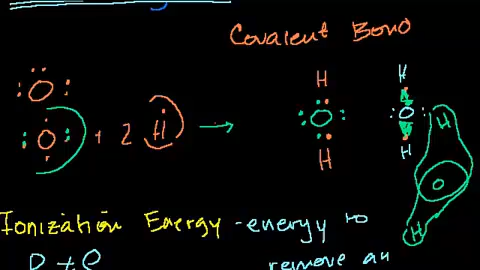 Covalent Bond
H H
O
O + 2 H → O O H
H H
O
H
Ionization Energy - energy to
remove an